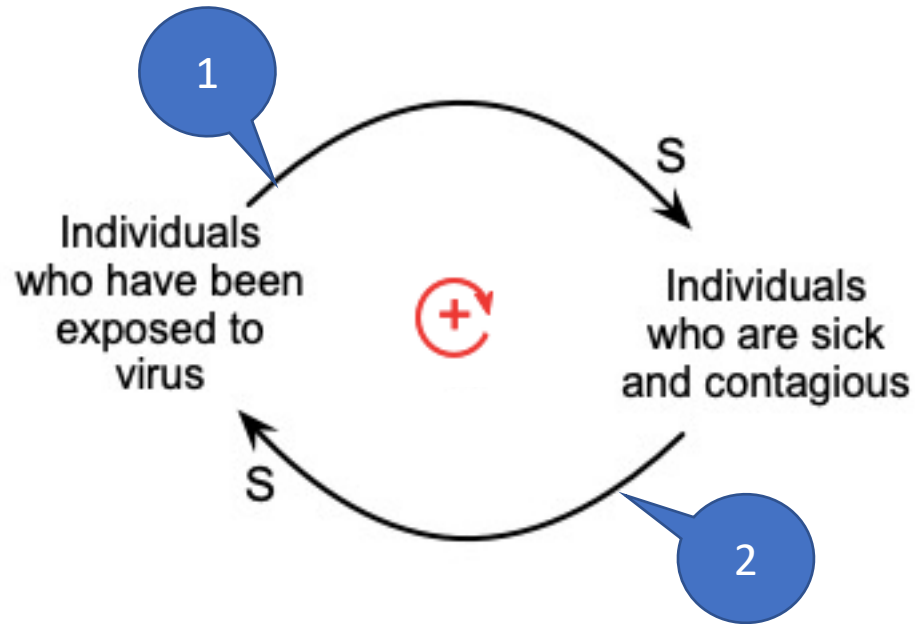 1
S
Individuals
who have been
exposed to
virus
+
Individuals
who are sick
and contagious
S
2